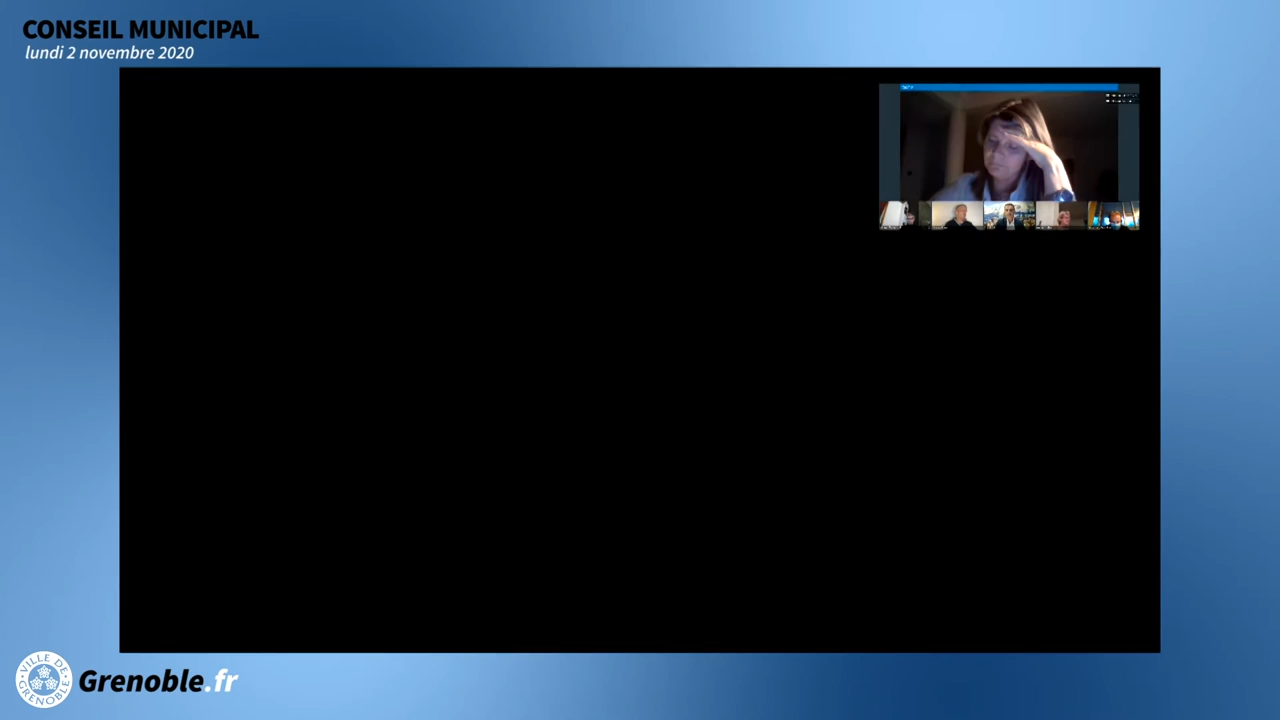 CONSEIL MUNICIPAL
lundi 2 novembre 2020
VILLE DE
GRENOBLE
Grenoble.fr